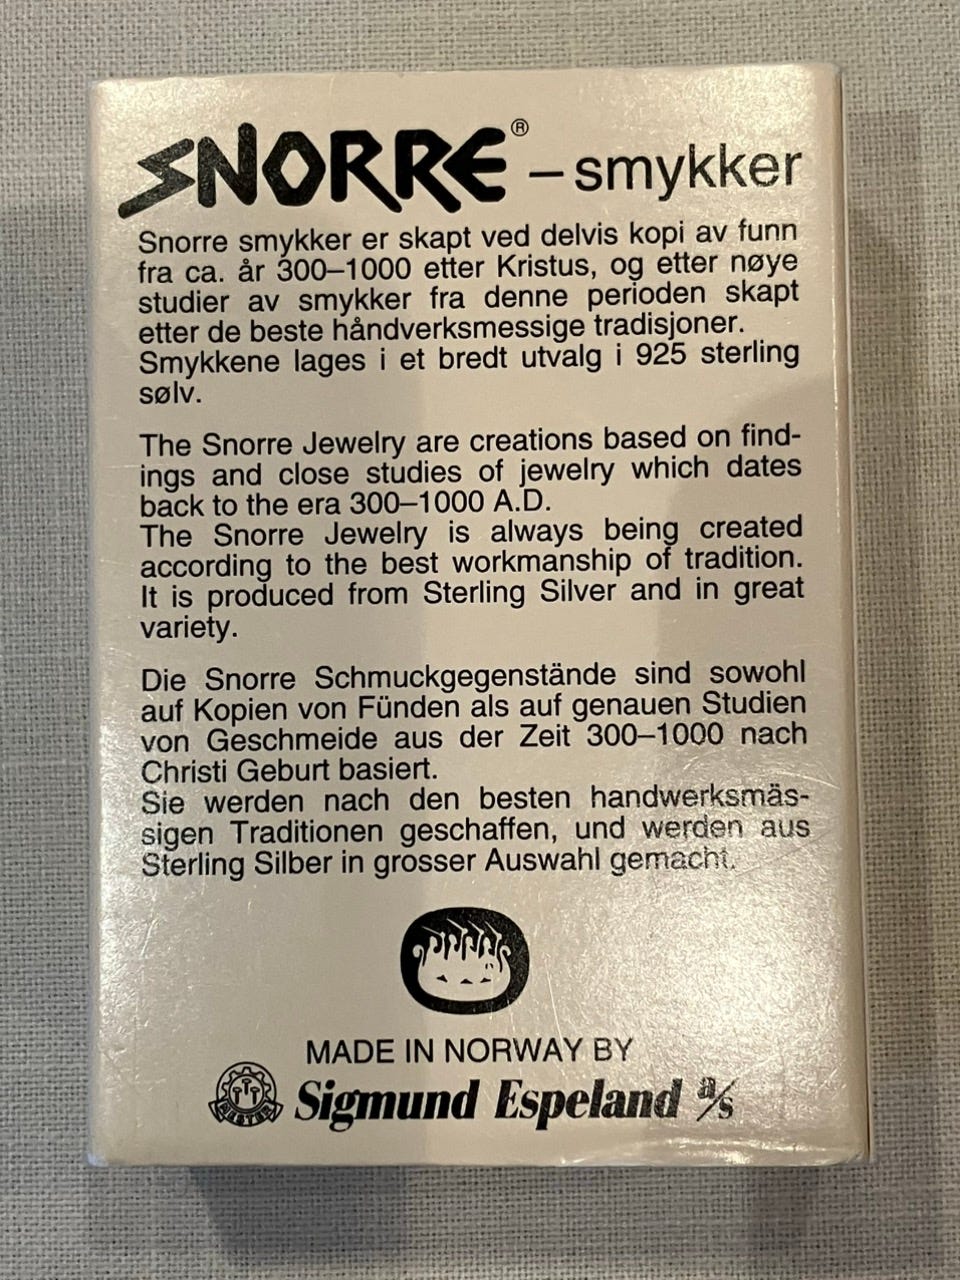 SNORRE® – smykker
Snorre smykker er skapt ved delvis kopi av funn
fra ca. år 300–1000 etter Kristus, og etter nøye
studier av smykker fra denne perioden skapt
etter de beste håndverksmessige tradisjoner.
Smykkene lages i et bredt utvalg i 925 sterling
sølv.
The Snorre Jewelry are creations based on find-
ings and close studies of jewelry which dates
back to the era 300–1000 A.D.
The Snorre Jewelry is always being created
according to the best workmanship of tradition.
It is produced from Sterling Silver and in great
variety.
Die Snorre Schmuckgegenstände sind sowohl
auf Kopien von Fünden als auf genauen Studien
von Geschmeide aus der Zeit 300–1000 nach
Christi Geburt basiert.
Sie werden nach den besten handwerksmäs-
sigen Traditionen geschaffen, und werden aus
Sterling Silber in grosser Auswahl gemacht.
MADE IN NORWAY BY
Sigmund Espeland a/s